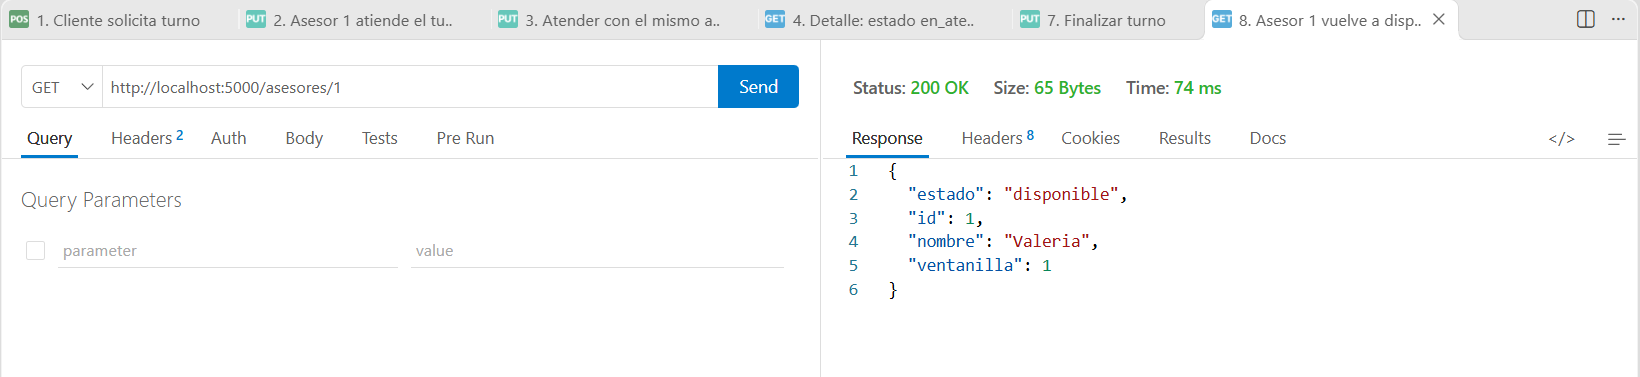 POS 1. Cliente solicita turno
PUT 2. Asesor 1 atiende el tu..
PUT 3. Atender con el mismo a..
GET 4. Detalle: estado en_ate...
PUT 7. Finalizar turno
GET 8. Asesor 1 vuelve a disp..
GET http://localhost:5000/asesores/1 Send
Query Headers 2 Auth Body Tests Pre Run
Query Parameters
parameter value
Status: 200 OK Size: 65 Bytes Time: 74 ms
Response Headers 8 Cookies Results Docs </>
1 {
2 "estado": "disponible",
3 "id": 1,
4 "nombre": "Valeria",
5 "ventanilla": 1
6 }